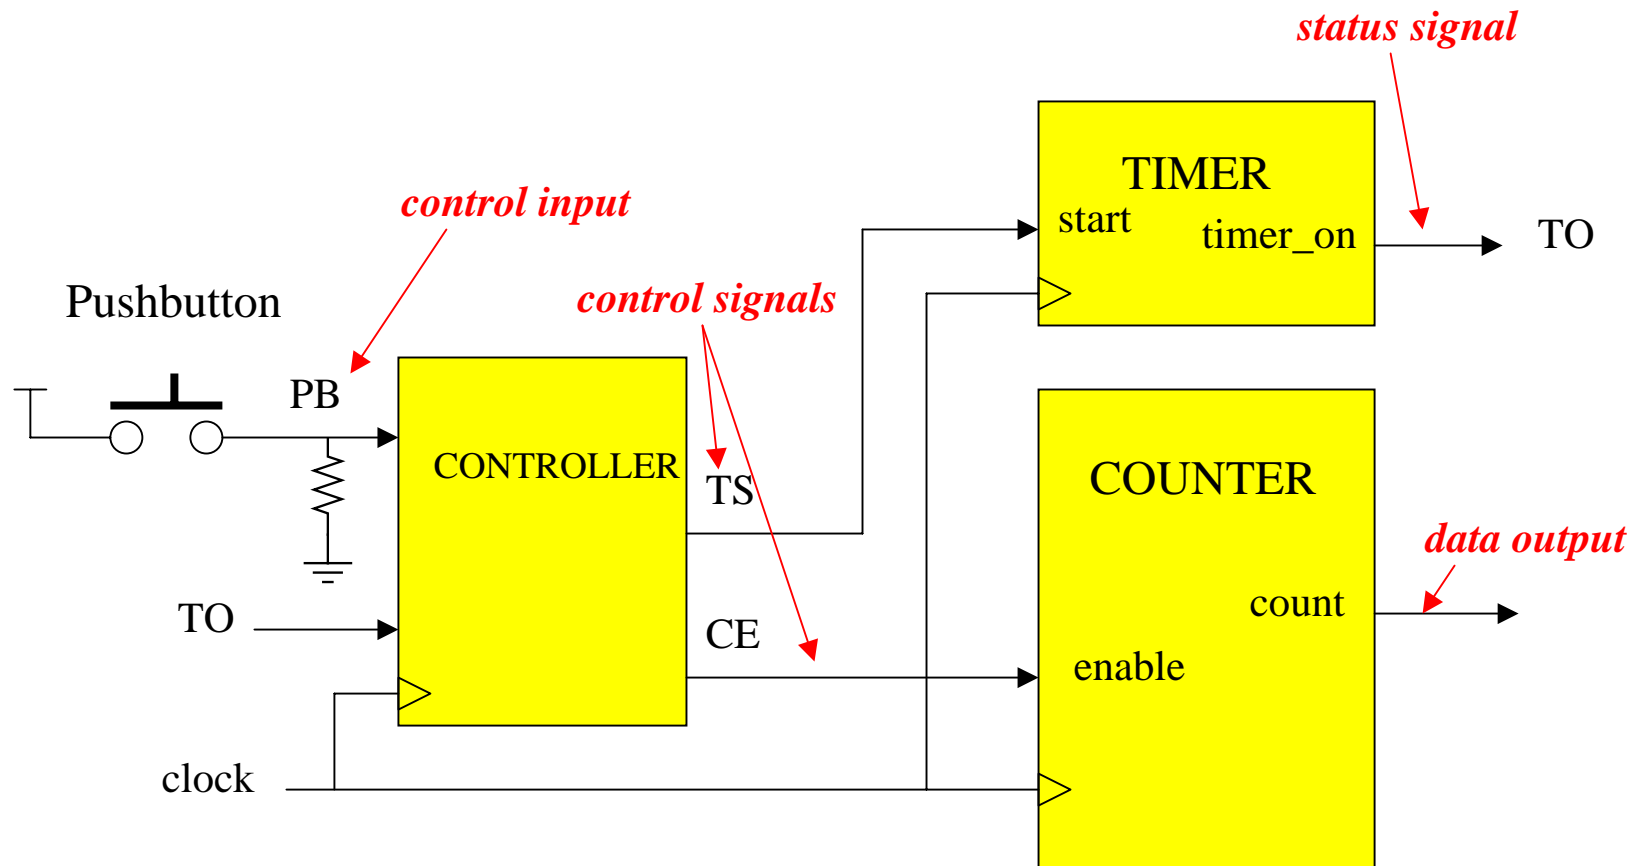 status signal
TIMER
control input
start
timer_on
TO
Pushbutton
control signals
PB
CONTROLLER
TS
COUNTER
data output
count
TO
CE
enable
clock